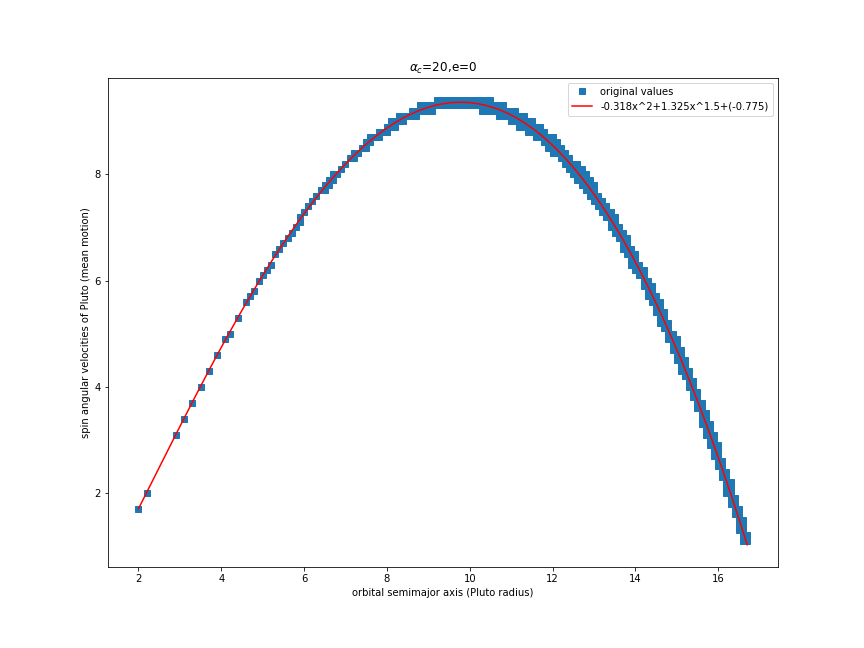 α_c=20,e=0
original values
-0.318x^2+1.325x^1.5+(-0.775)
spin angular velocities of Pluto (mean motion)
8
6
4
2
2 4 6 8 10 12 14 16
orbital semimajor axis (Pluto radius)